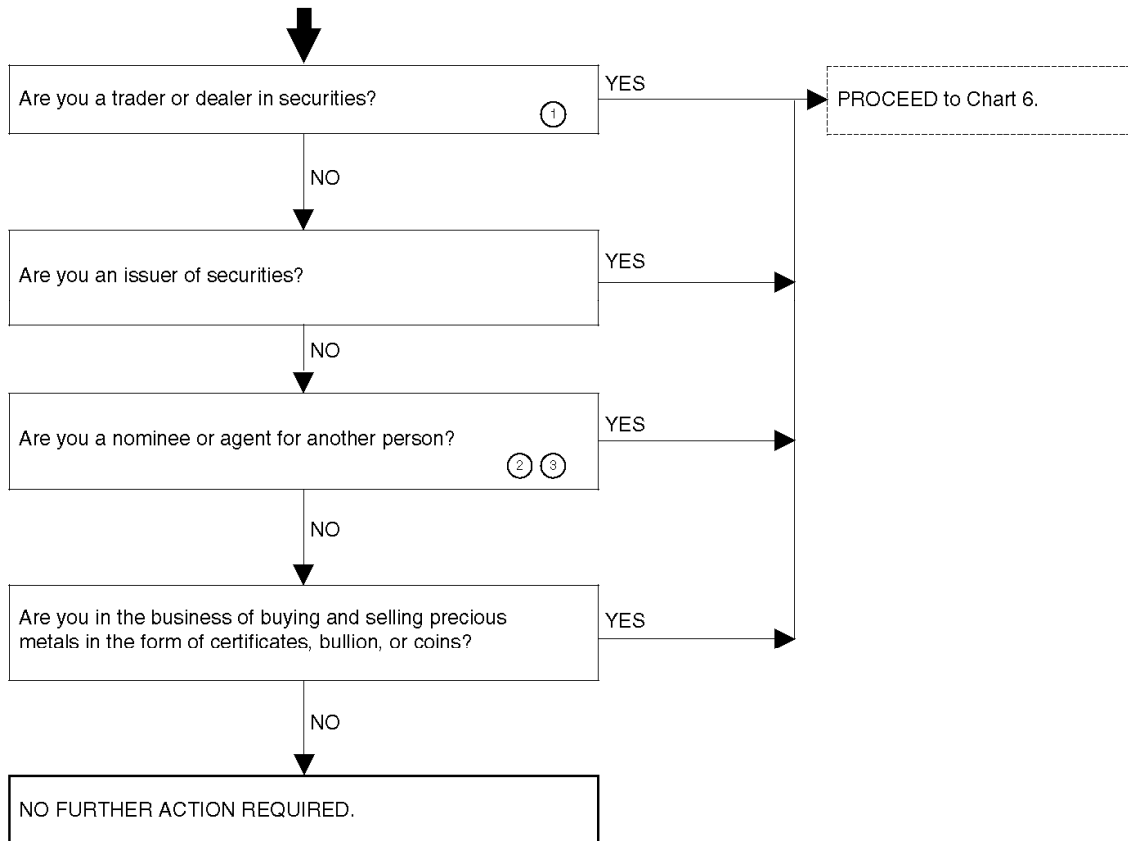 Are you a trader or dealer in securities?
1
YES
PROCEED to Chart 6.
NO
Are you an issuer of securities?
YES
NO
Are you a nominee or agent for another person?
2 3
YES
NO
Are you in the business of buying and selling precious
metals in the form of certificates, bullion, or coins?
YES
NO
NO FURTHER ACTION REQUIRED.